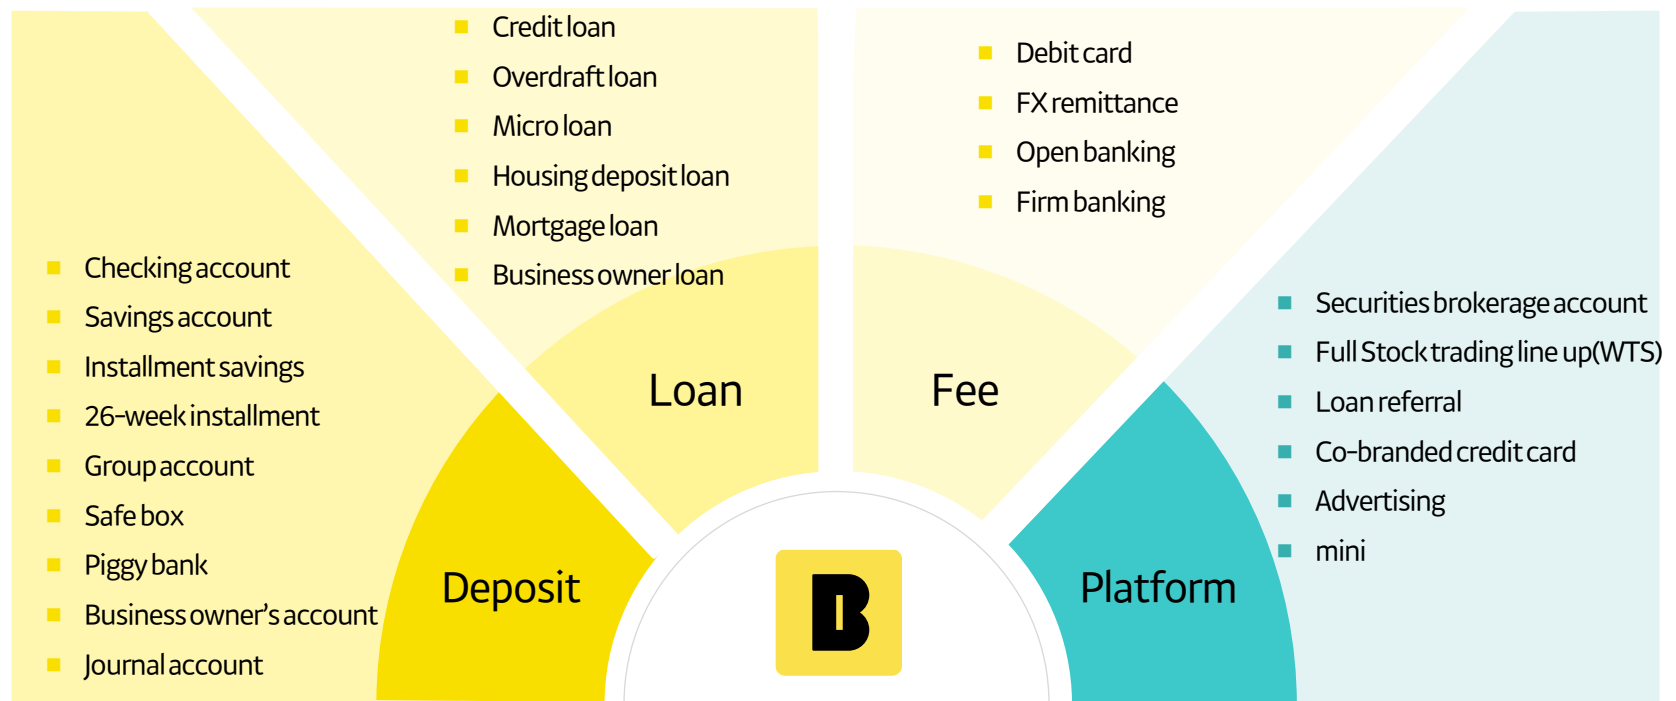 Checking account
Savings account
Installment savings
26-week installment
Group account
Safe box
Piggy bank
Business owner's account
Journal account
Deposit
Credit loan
Overdraft loan
Micro loan
Housing deposit loan
Mortgage loan
Business owner loan
Loan
Debit card
FX remittance
Open banking
Firm banking
Fee
Securities brokerage account
Full Stock trading line up(WTS)
Loan referral
Co-branded credit card
Advertising
mini
Platform
B